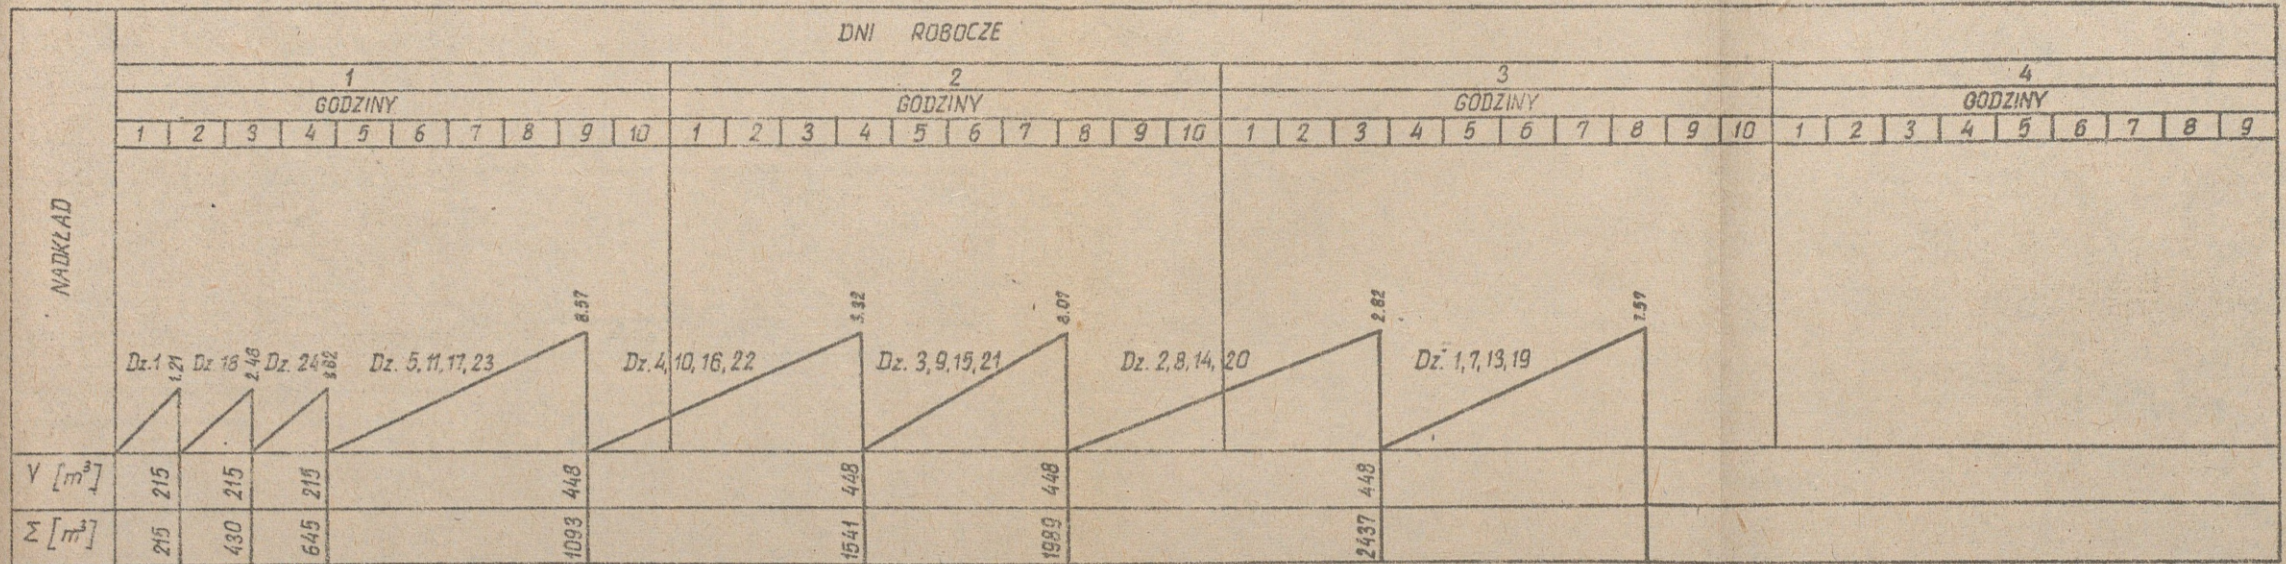 DNI ROBOCZE
1 2 3 4
GODZINY GODZINY GODZINY GODZINY
1 2 3 4 5 6 7 8 9 10 1 2 3 4 5 6 7 8 9 10 1 2 3 4 5 6 7 8 9 10 1 2 3 4 5 6 7 8 9
NADKŁAD
8.57 3.32 8.07 2.82 7.57
Dz.1 1.21 Dz. 18 2.48 Dz. 24 3.62 Dz. 5,11,17,23 Dz. 4,10,16,22 Dz. 3,9,15,21 Dz. 2,8,14,20 Dz. 1,7,13,19
V [m³] 215 215 215 448 448 448 448
Σ [m³] 215 430 645 1093 1541 1989 2437